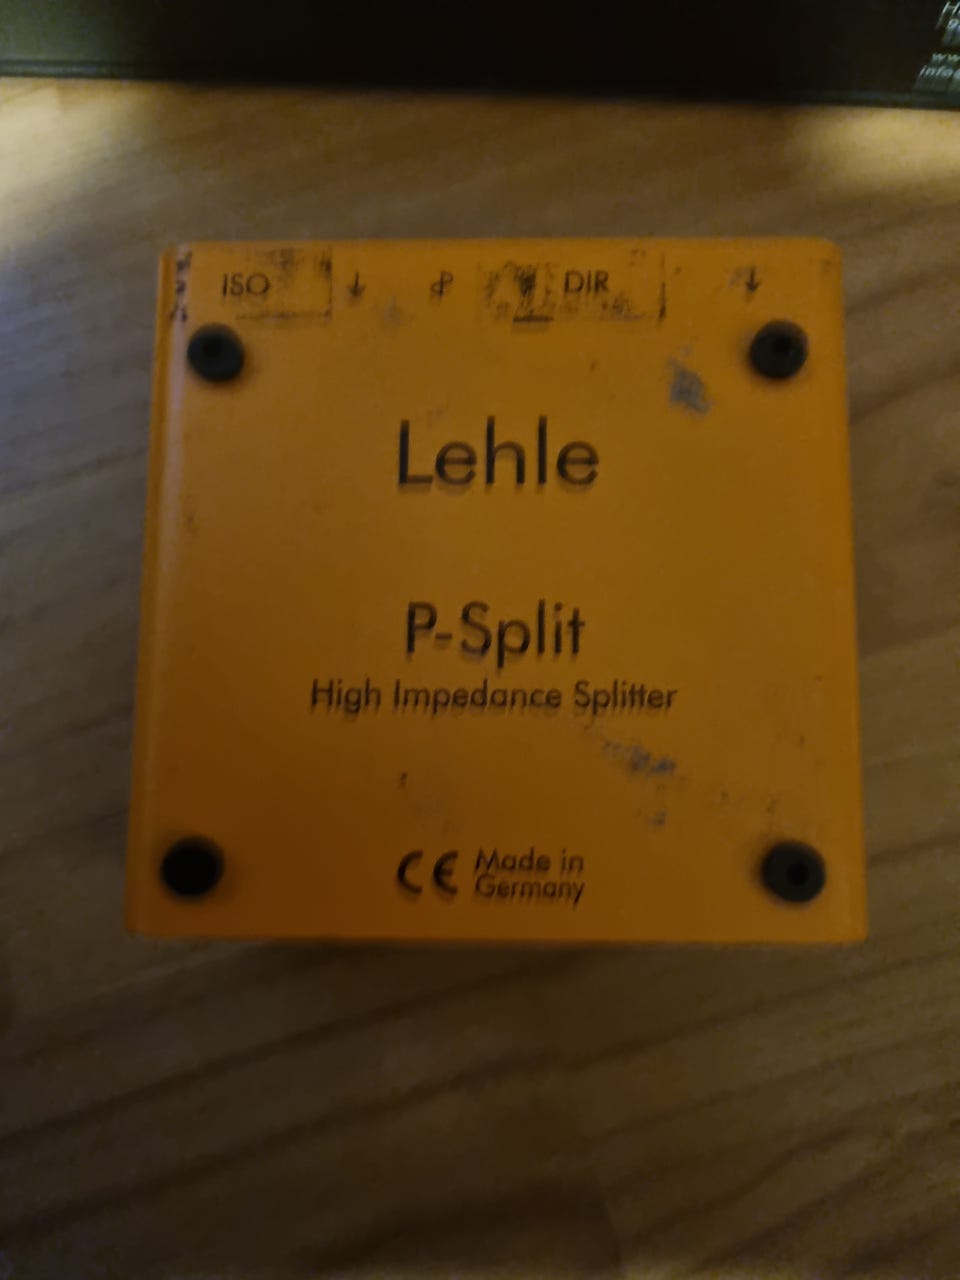 ISO DIR
Lehle
P-Split
High Impedance Splitter
CE Made in
Germany